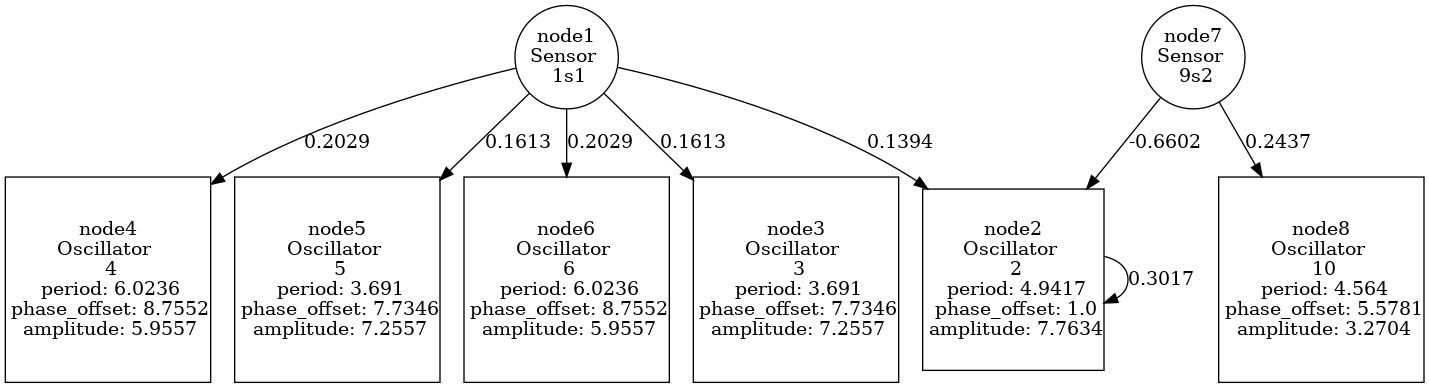 node1
Sensor
1s1
node7
Sensor
9s2
0.2029
0.1613
0.2029
0.1613
0.1394
-0.6602
0.2437
node4
Oscillator
4
period: 6.0236
phase_offset: 8.7552
amplitude: 5.9557
node5
Oscillator
5
period: 3.691
phase_offset: 7.7346
amplitude: 7.2557
node6
Oscillator
6
period: 6.0236
phase_offset: 8.7552
amplitude: 5.9557
node3
Oscillator
3
period: 3.691
phase_offset: 7.7346
amplitude: 7.2557
node2
Oscillator
2
period: 4.9417
phase_offset: 1.0
amplitude: 7.7634
0.3017
node8
Oscillator
10
period: 4.564
phase_offset: 5.5781
amplitude: 3.2704